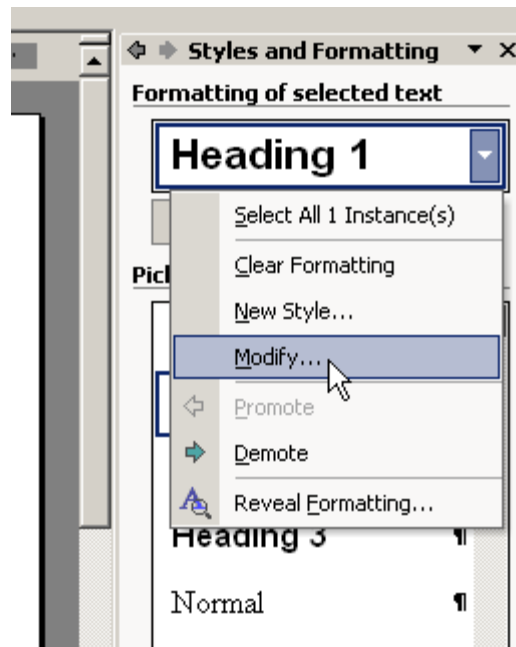 Styles and Formatting
Formatting of selected text
Heading 1
Select All 1 Instance(s)
Clear Formatting
Pic
New Style...
Modify...
Promote
Demote
Reveal Formatting...
Heading 3
Normal ¶